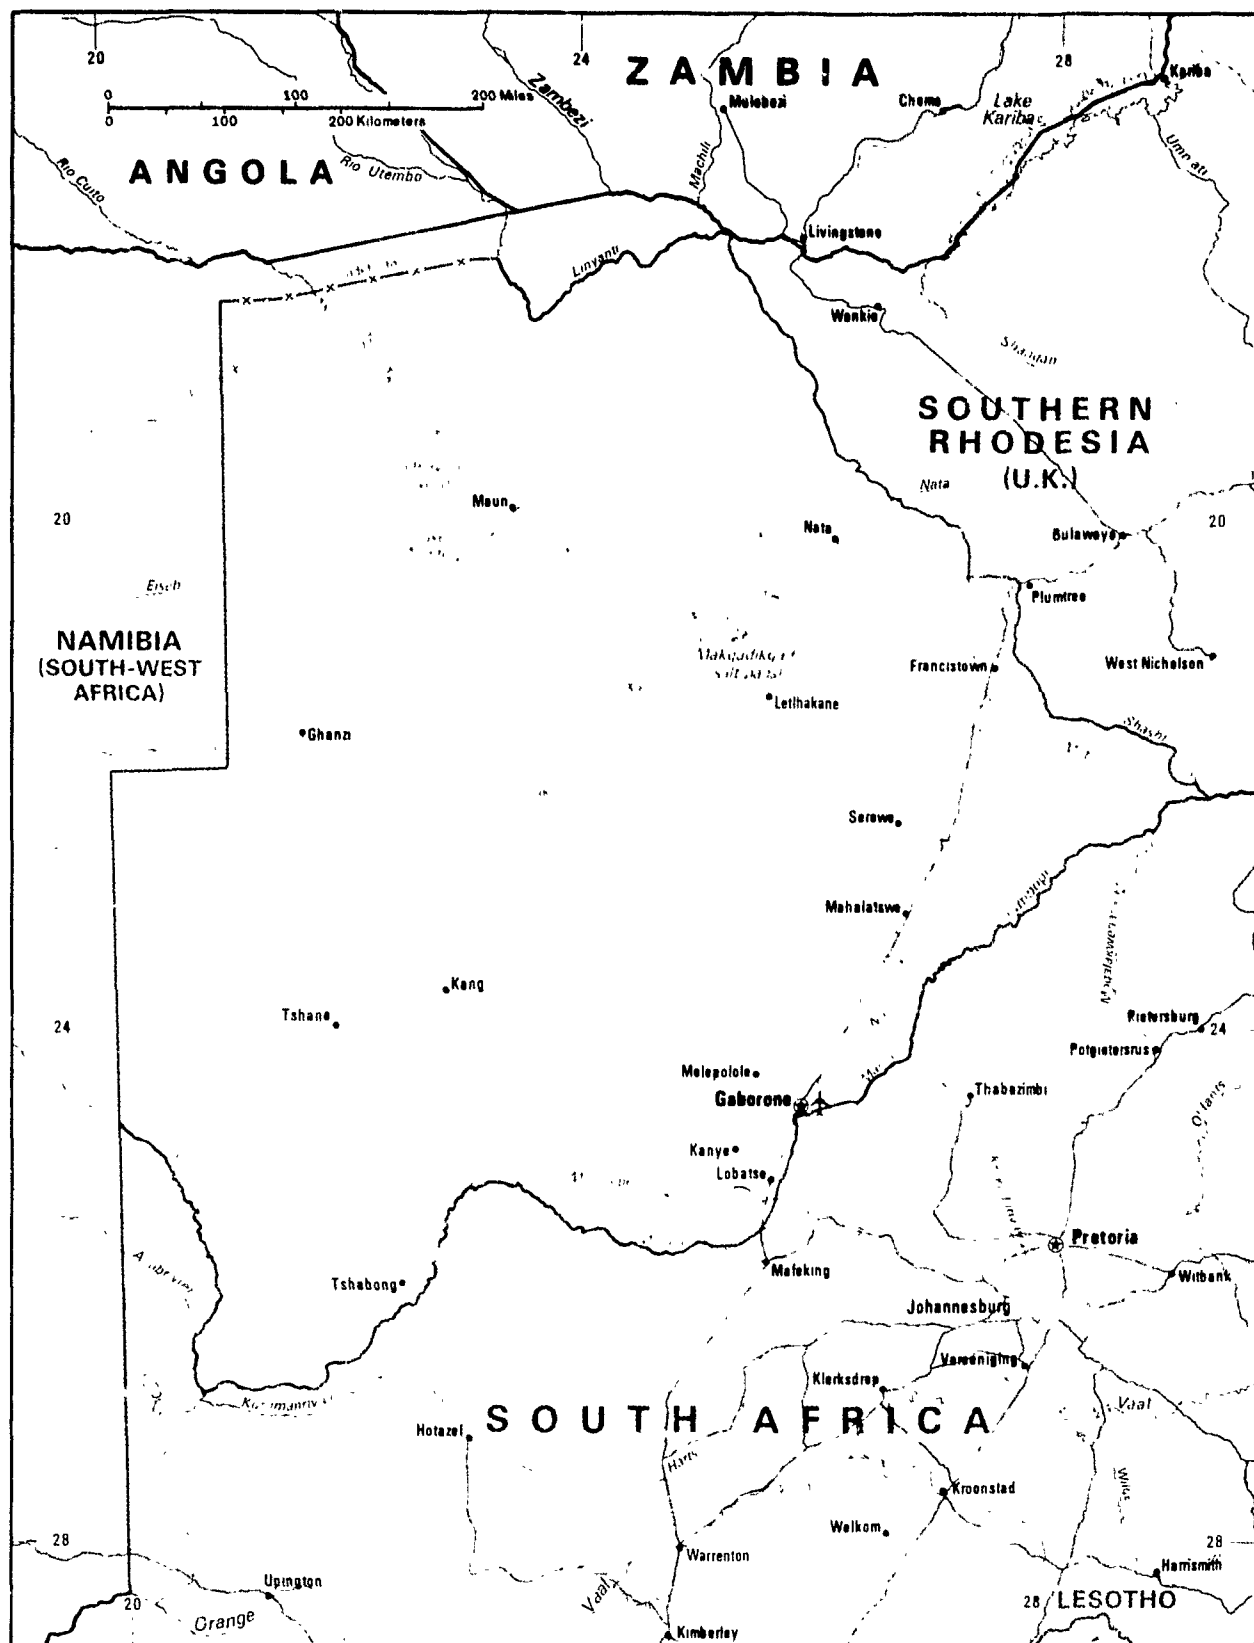 20
24
28
ZAMBIA
Kariba
0 100 200 Miles
0 100 200 Kilometers
Zambezi
Mulobezi
Choma
Lake
Kariba
ANGOLA
Rio Utembo
Rio Cuito
Machili
Umniati
Livingstone
Linyanti
Wankie
SOUTHERN
RHODESIA
(U.K.)
Nata
Maun
20
Nata
Bulawayo
20
Eiseb
Plumtree
NAMIBIA
(SOUTH-WEST
AFRICA)
Francistown
West Nicholson
Letlhakane
Ghanzi
Shashi
Serowe
Mahalatswe
Kang
Tshane
24
Pietersburg
24
Potgietersrus
Molepolole
Gaborone
Thabazimbi
Kanye
Lobatse
Pretoria
Mafeking
Witbank
Tshabong
Johannesburg
Vereeniging
Klerksdorp
SOUTH AFRICA
Vaal
Hotazel
Harts
Kroonstad
Welkom
28
Warrenton
28
Harrismith
Upington
20
Orange
Vaal
28
LESOTHO
Kimberley